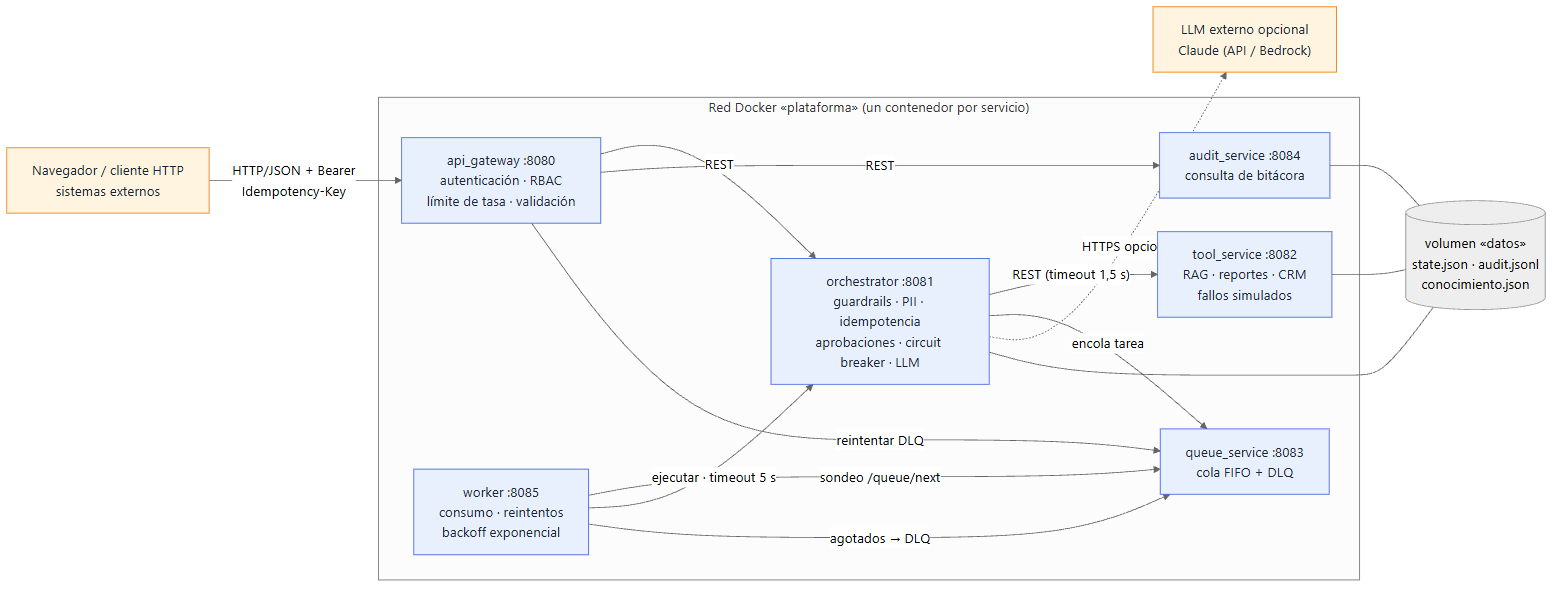 LLM externo opcional
Claude (API / Bedrock)
Red Docker «plataforma» (un contenedor por servicio)
Navegador / cliente HTTP
sistemas externos
HTTP/JSON + Bearer
Idempotency-Key
api_gateway :8080
autenticación · RBAC
límite de tasa · validación
REST
REST
audit_service :8084
consulta de bitácora
HTTPS opcio
tool_service :8082
RAG · reportes · CRM
fallos simulados
REST (timeout 1,5 s)
volumen «datos»
state.json · audit.jsonl
conocimiento.json
orchestrator :8081
guardrails · PII ·
idempotencia
aprobaciones · circuit
breaker · LLM
encola tarea
reintentar DLQ
queue_service :8083
cola FIFO + DLQ
ejecutar · timeout 5 s
sondeo /queue/next
worker :8085
consumo · reintentos
backoff exponencial
agotados → DLQ